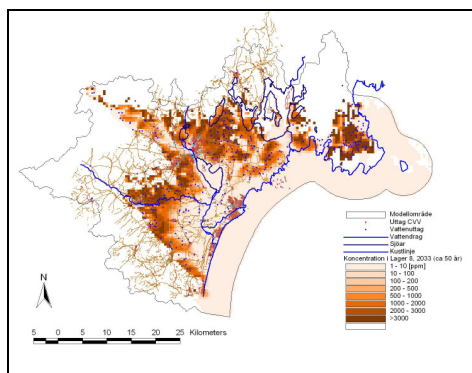 Modellområde
Uttag CVV
Vattenuttag
Vattendrag
Sjöar
Kustlinje
Koncentration i Lager 8, 2033 (ca 50 år)
1 - 10 [ppm]
10 - 100
100 - 200
200 - 500
500 - 1000
1000 - 2000
2000 - 3000
>3000
N
5 0 5 10 15 20 25 Kilometers